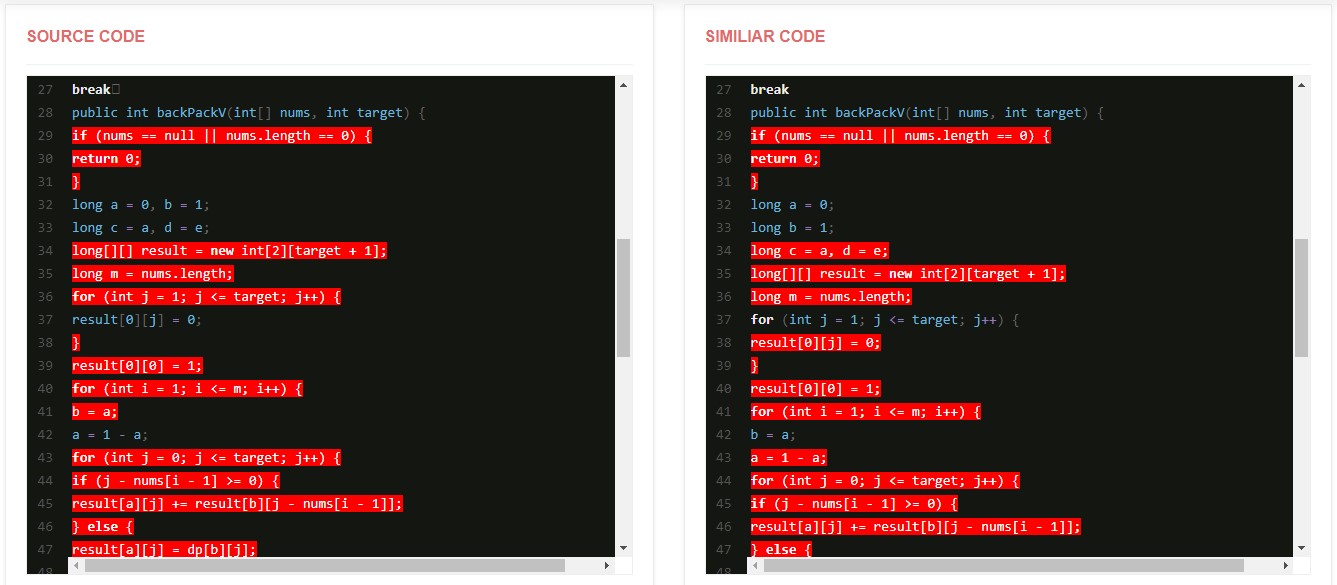 SOURCE CODE
27 break□
28 public int backPackV(int[] nums, int target) {
29 if (nums == null || nums.length == 0) {
30 return 0;
31 }
32 long a = 0, b = 1;
33 long c = a, d = e;
34 long[][] result = new int[2][target + 1];
35 long m = nums.length;
36 for (int j = 1; j <= target; j++) {
37 result[0][j] = 0;
38 }
39 result[0][0] = 1;
40 for (int i = 1; i <= m; i++) {
41 b = a;
42 a = 1 - a;
43 for (int j = 0; j <= target; j++) {
44 if (j - nums[i - 1] >= 0) {
45 result[a][j] += result[b][j - nums[i - 1]];
46 } else {
47 result[a][j] = dp[b][j];
48
SIMILIAR CODE
27 break
28 public int backPackV(int[] nums, int target) {
29 if (nums == null || nums.length == 0) {
30 return 0;
31 }
32 long a = 0;
33 long b = 1;
34 long c = a, d = e;
35 long[][] result = new int[2][target + 1];
36 long m = nums.length;
37 for (int j = 1; j <= target; j++) {
38 result[0][j] = 0;
39 }
40 result[0][0] = 1;
41 for (int i = 1; i <= m; i++) {
42 b = a;
43 a = 1 - a;
44 for (int j = 0; j <= target; j++) {
45 if (j - nums[i - 1] >= 0) {
46 result[a][j] += result[b][j - nums[i - 1]];
47 } else {
48